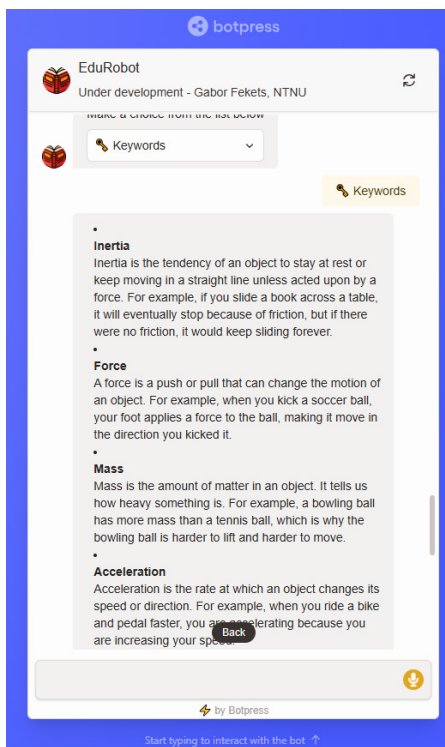 botpress
EduRobot
Under development - Gabor Fekets, NTNU
Make a choice from the list below
Keywords
Keywords
•
Inertia
Inertia is the tendency of an object to stay at rest or
keep moving in a straight line unless acted upon by a
force. For example, if you slide a book across a table,
it will eventually stop because of friction, but if there
were no friction, it would keep sliding forever.
•
Force
A force is a push or pull that can change the motion of
an object. For example, when you kick a soccer ball,
your foot applies a force to the ball, making it move in
the direction you kicked it.
•
Mass
Mass is the amount of matter in an object. It tells us
how heavy something is. For example, a bowling ball
has more mass than a tennis ball, which is why the
bowling ball is harder to lift and harder to move.
•
Acceleration
Acceleration is the rate at which an object changes its
speed or direction. For example, when you ride a bike
and pedal faster, you are accelerating because you
are increasing your speed.
Back
by Botpress
Start typing to interact with the bot ↑